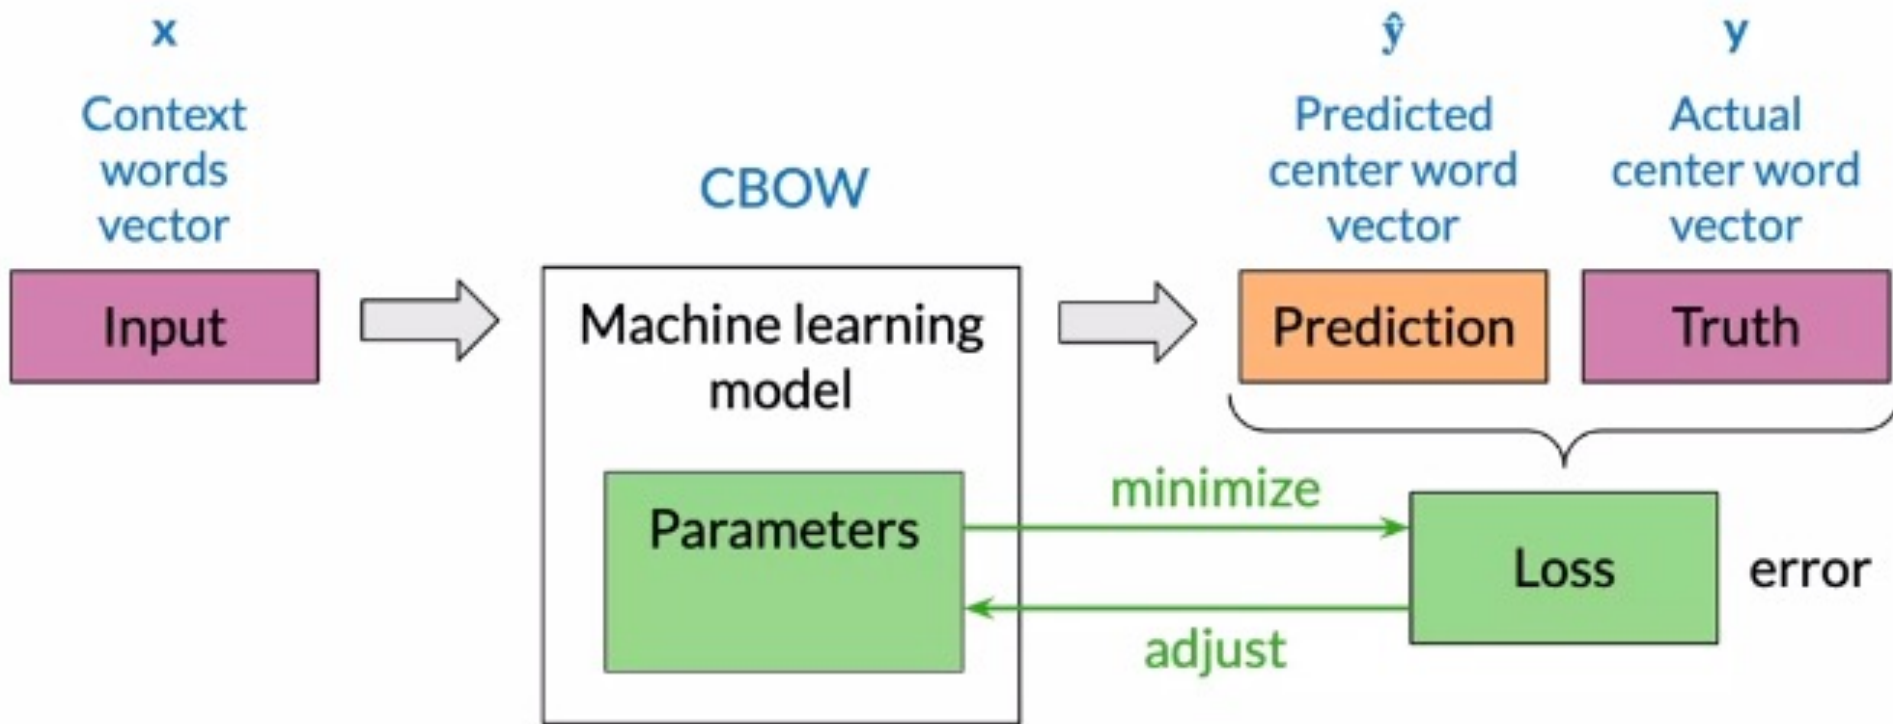 x
Context
words
vector
Input
CBOW
Machine learning
model
Parameters
ŷ
Predicted
center word
vector
Prediction
y
Actual
center word
vector
Truth
minimize
adjust
Loss
error